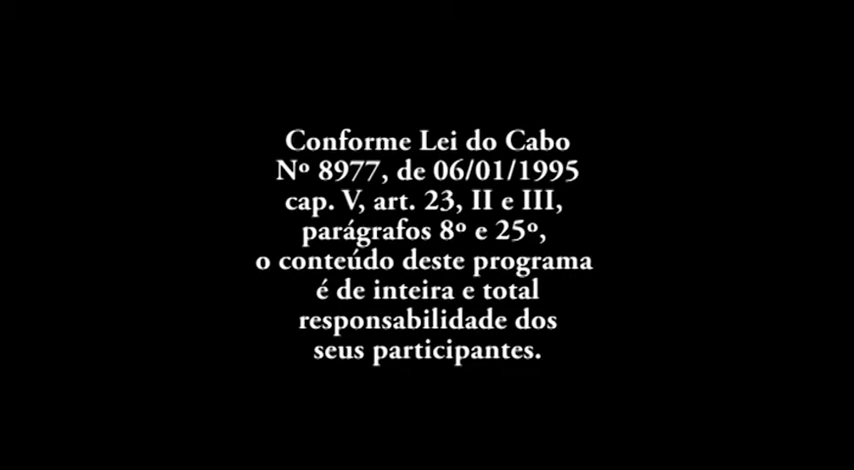 Conforme Lei do Cabo
Nº 8977, de 06/01/1995
cap. V, art. 23, II e III,
parágrafos 8º e 25º,
o conteúdo deste programa
é de inteira e total
responsabilidade dos
seus participantes.